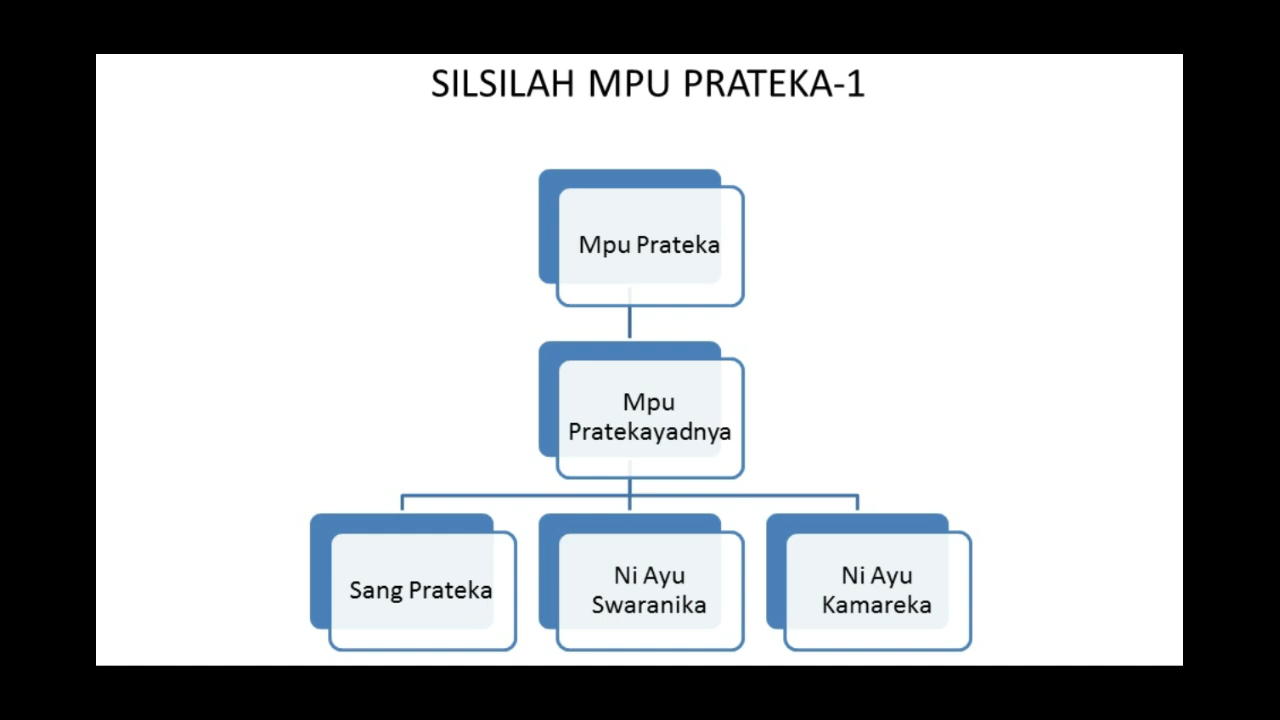 SILSILAH MPU PRATEKA-1
Mpu Prateka
Mpu
Pratekayadnya
Sang Prateka
Ni Ayu
Swaranika
Ni Ayu
Kamareka